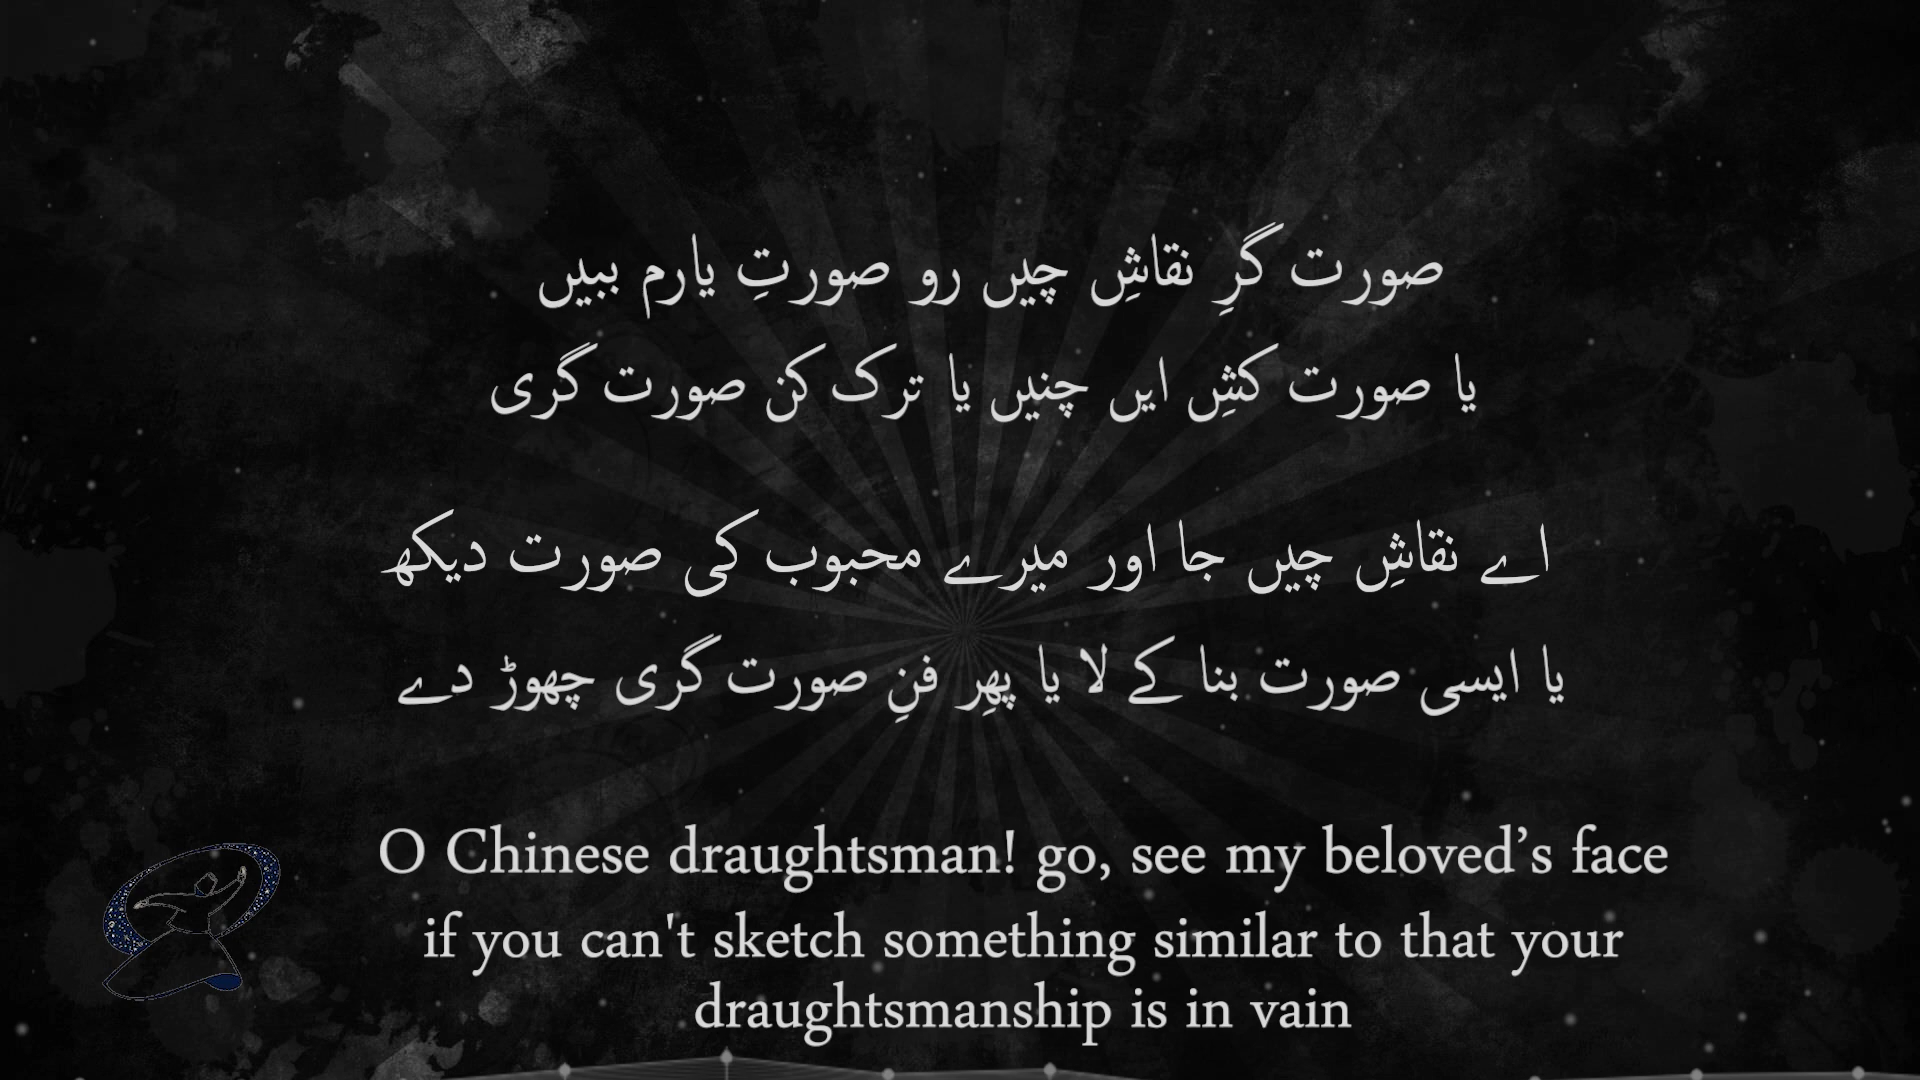 صورت گرِ نقاشِ چیں رو صورتِ یارم ببیں
یا صورت کشِ ایں چنیں یا ترک کن صورت گری
اے نقاشِ چیں جا اور میرے محبوب کی صورت دیکھ
یا ایسی صورت بنا کے لا یا پھِر فنِ صورت گری چھوڑ دے
O Chinese draughtsman! go, see my beloved’s face
if you can't sketch something similar to that your
draughtsmanship is in vain